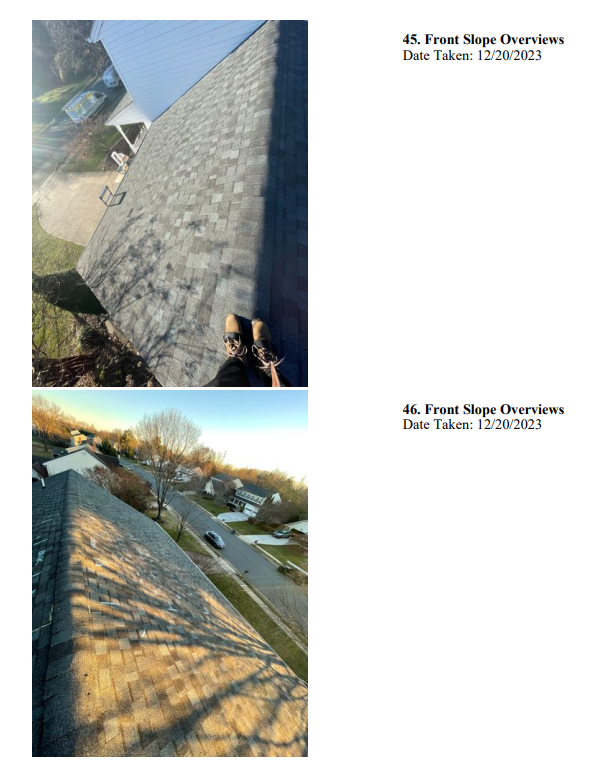 45. Front Slope Overviews
Date Taken: 12/20/2023
46. Front Slope Overviews
Date Taken: 12/20/2023